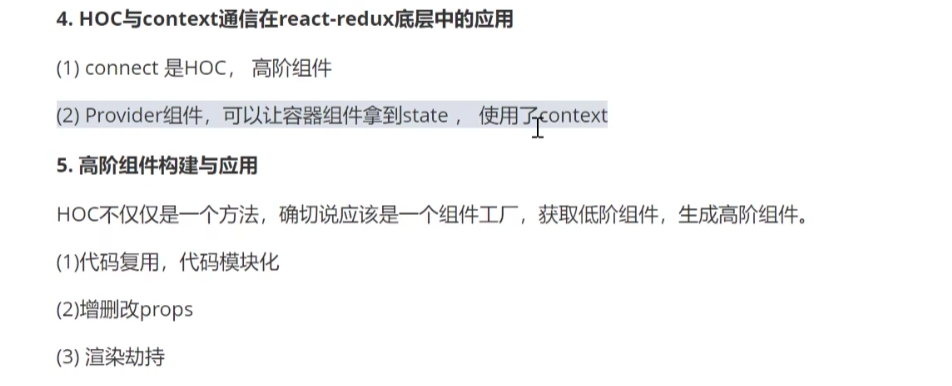 4. HOC与context通信在react-redux底层中的应用
(1) connect 是HOC， 高阶组件
(2) Provider组件，可以让容器组件拿到state ， 使用了context
5. 高阶组件构建与应用
HOC不仅仅是一个方法，确切说应该是一个组件工厂，获取低阶组件，生成高阶组件。
(1)代码复用，代码模块化
(2)增删改props
(3) 渲染劫持